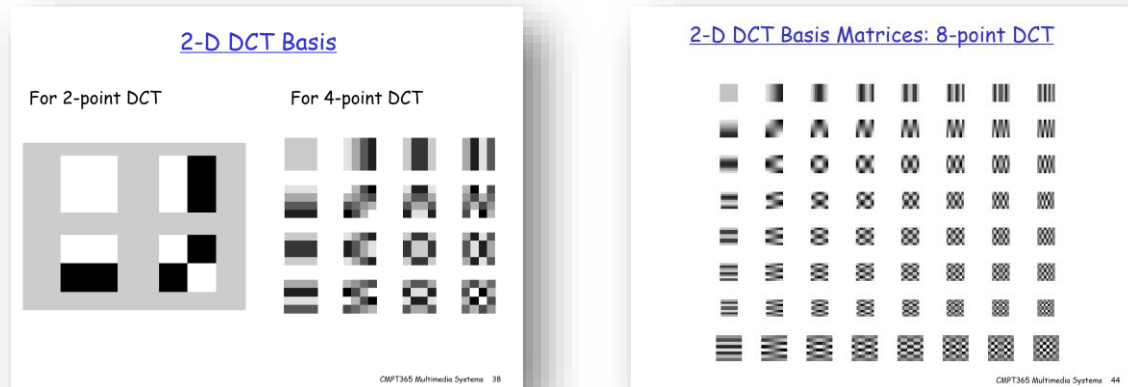 2-D DCT Basis
For 2-point DCT
For 4-point DCT
CMPT365 Multimedia Systems 38
2-D DCT Basis Matrices: 8-point DCT
CMPT365 Multimedia Systems 44